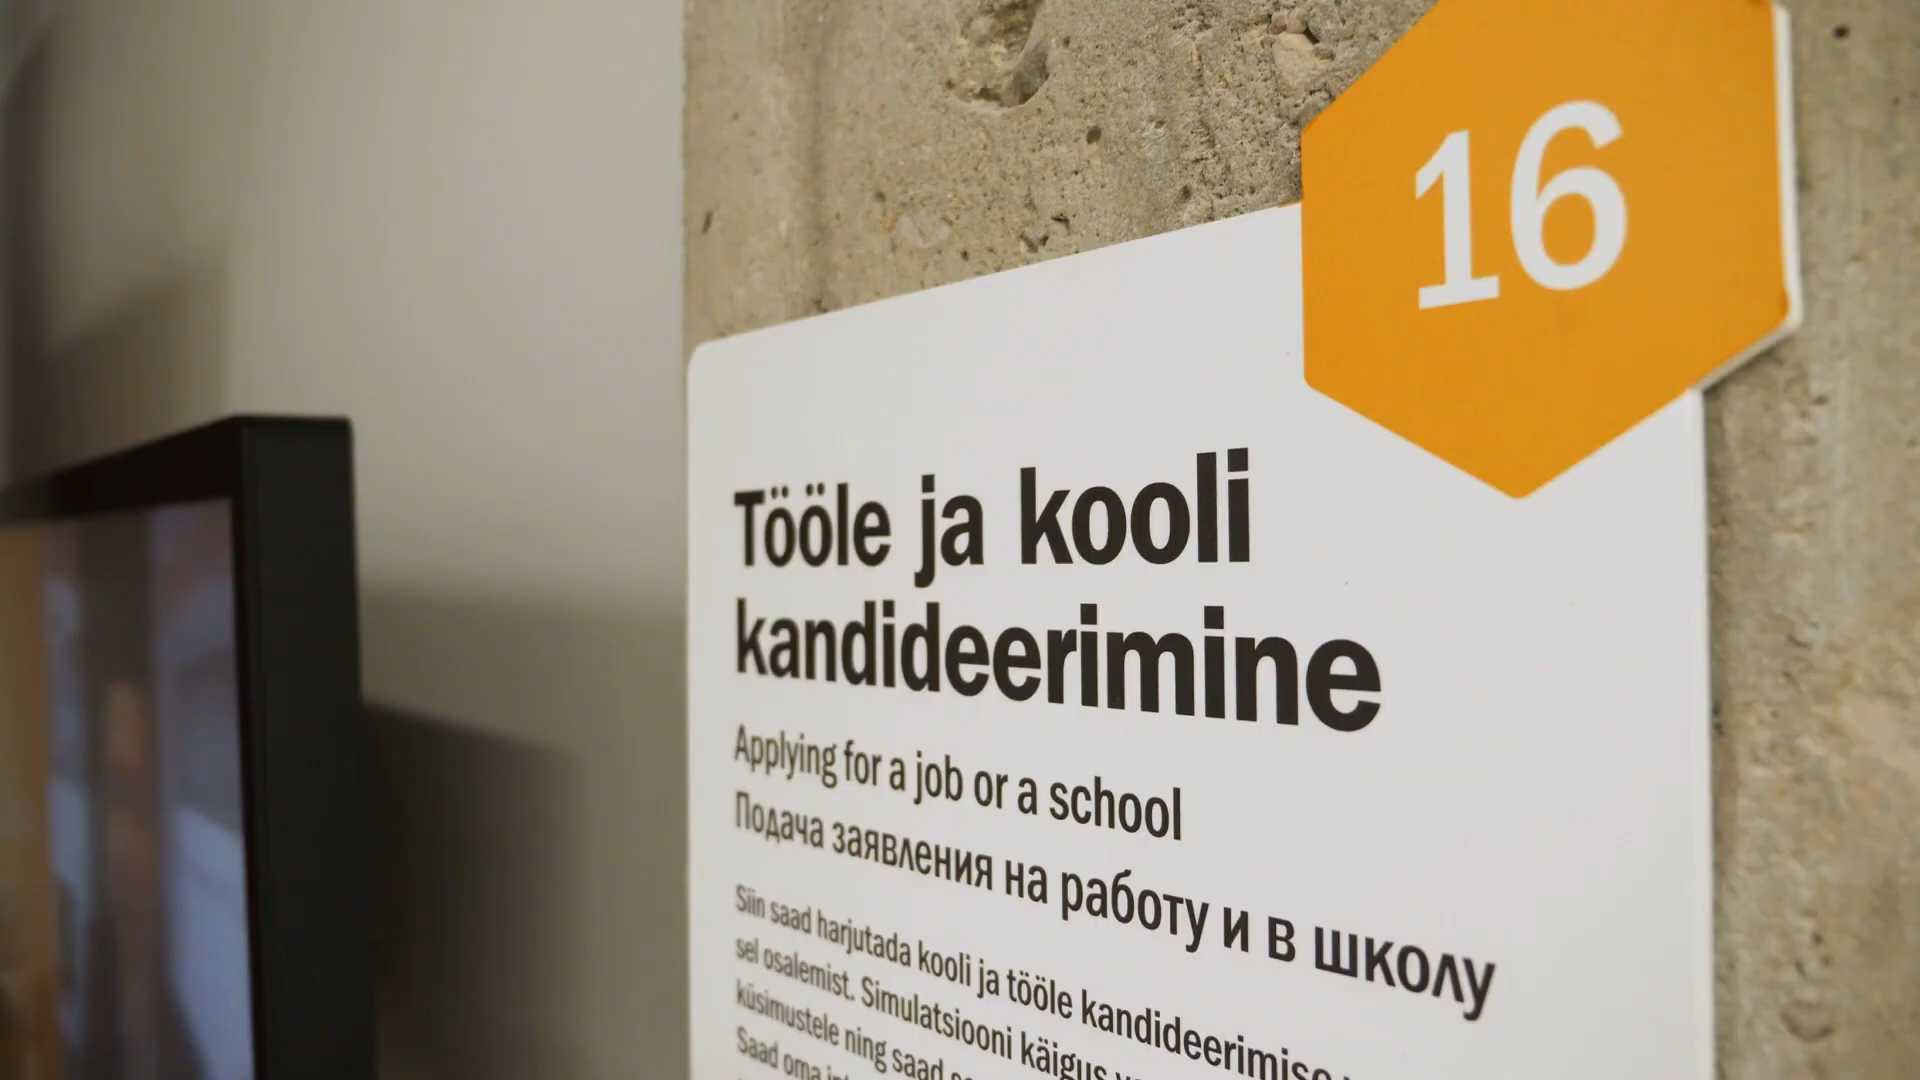 16
Tööle ja kooli
kandideerimine
Applying for a job or a school
Подача заявления на работу и в школу
Siin saad harjutada kooli ja tööle kandideerimise
sel osalemist. Simulatsiooni käigus
küsimustele ning saad
Saad oma